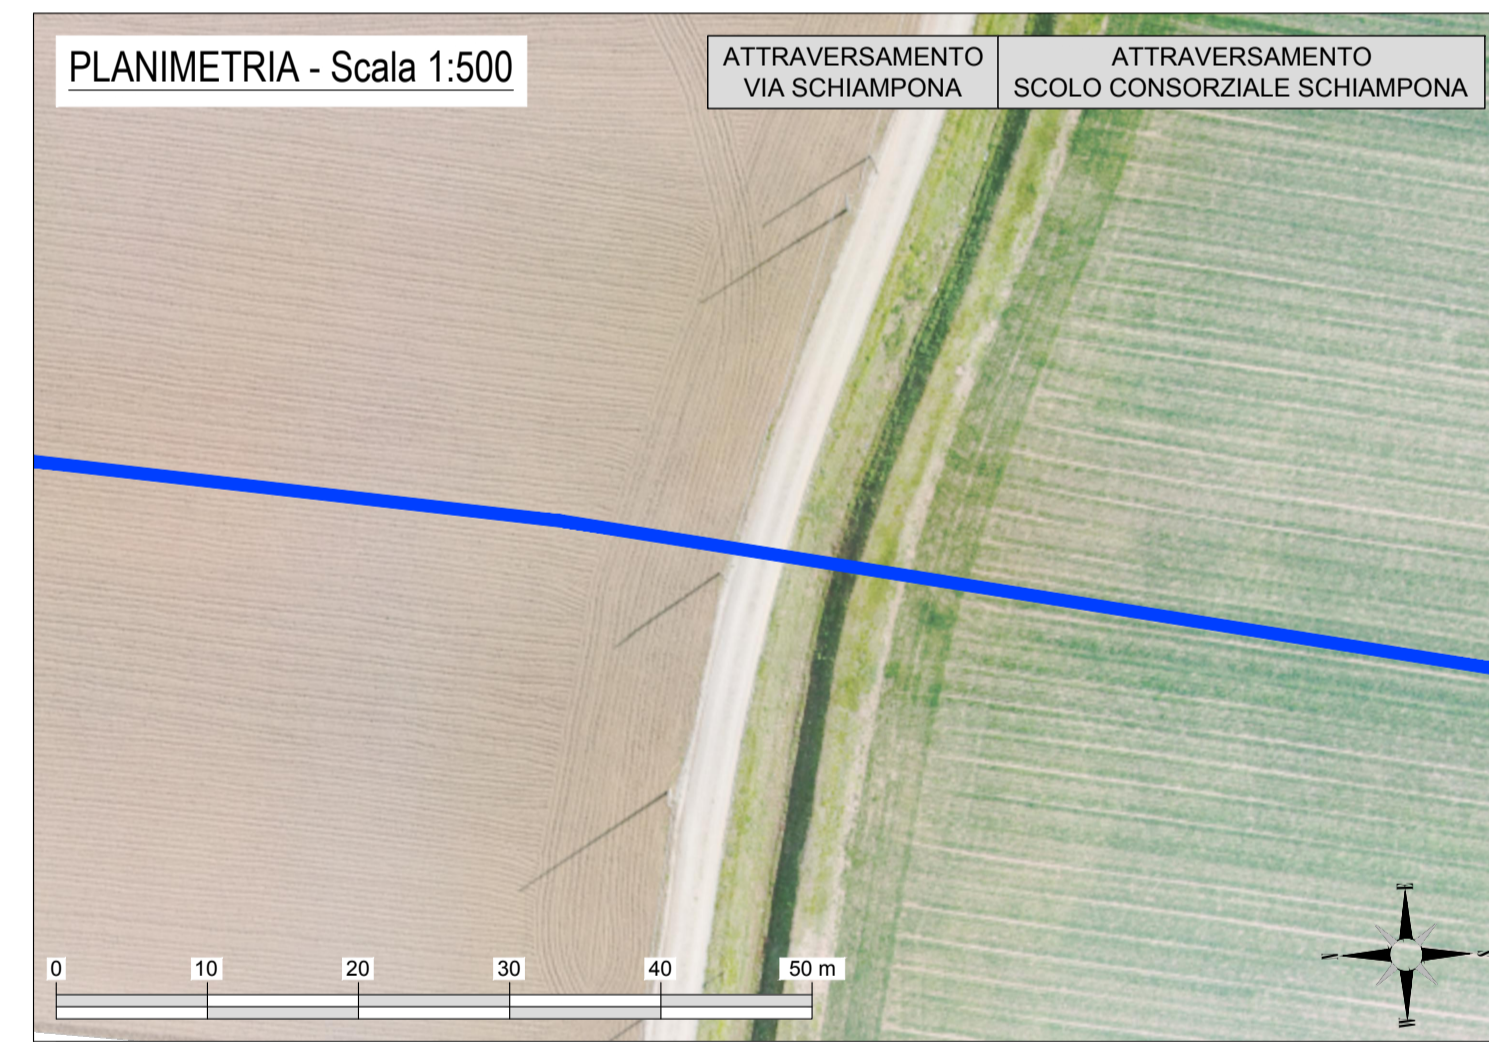 PLANIMETRIA - Scala 1:500
ATTRAVERSAMENTO
VIA SCHIAMPONA
ATTRAVERSAMENTO
SCOLO CONSORZIALE SCHIAMPONA
0 10 20 30 40 50 m